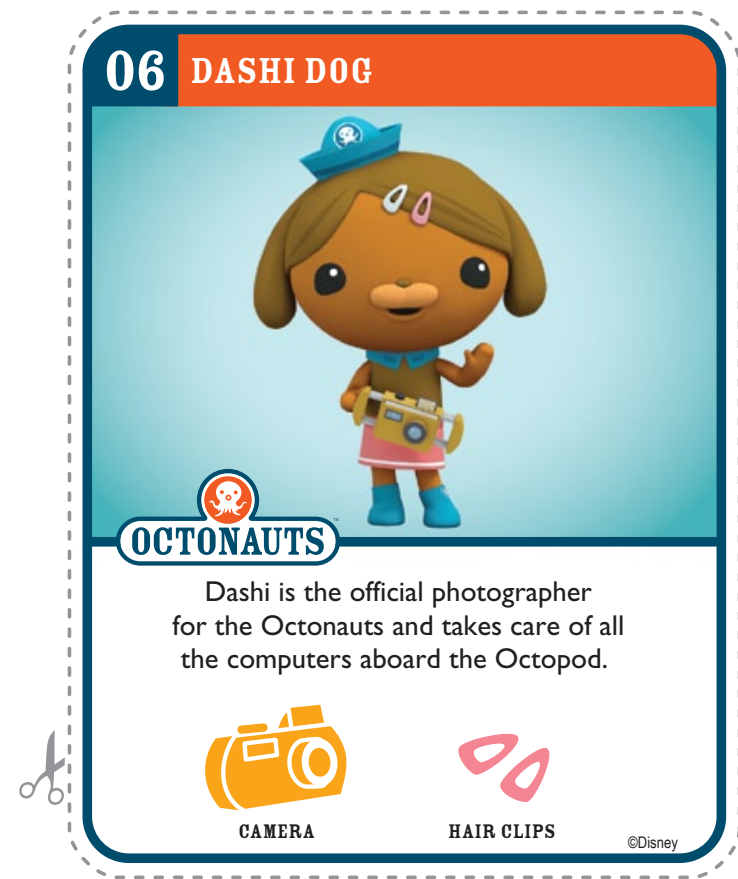 06 DASHI DOG
OCTONAUTS™
Dashi is the official photographer
for the Octonauts and takes care of all
the computers aboard the Octopod.
CAMERA HAIR CLIPS
©Disney